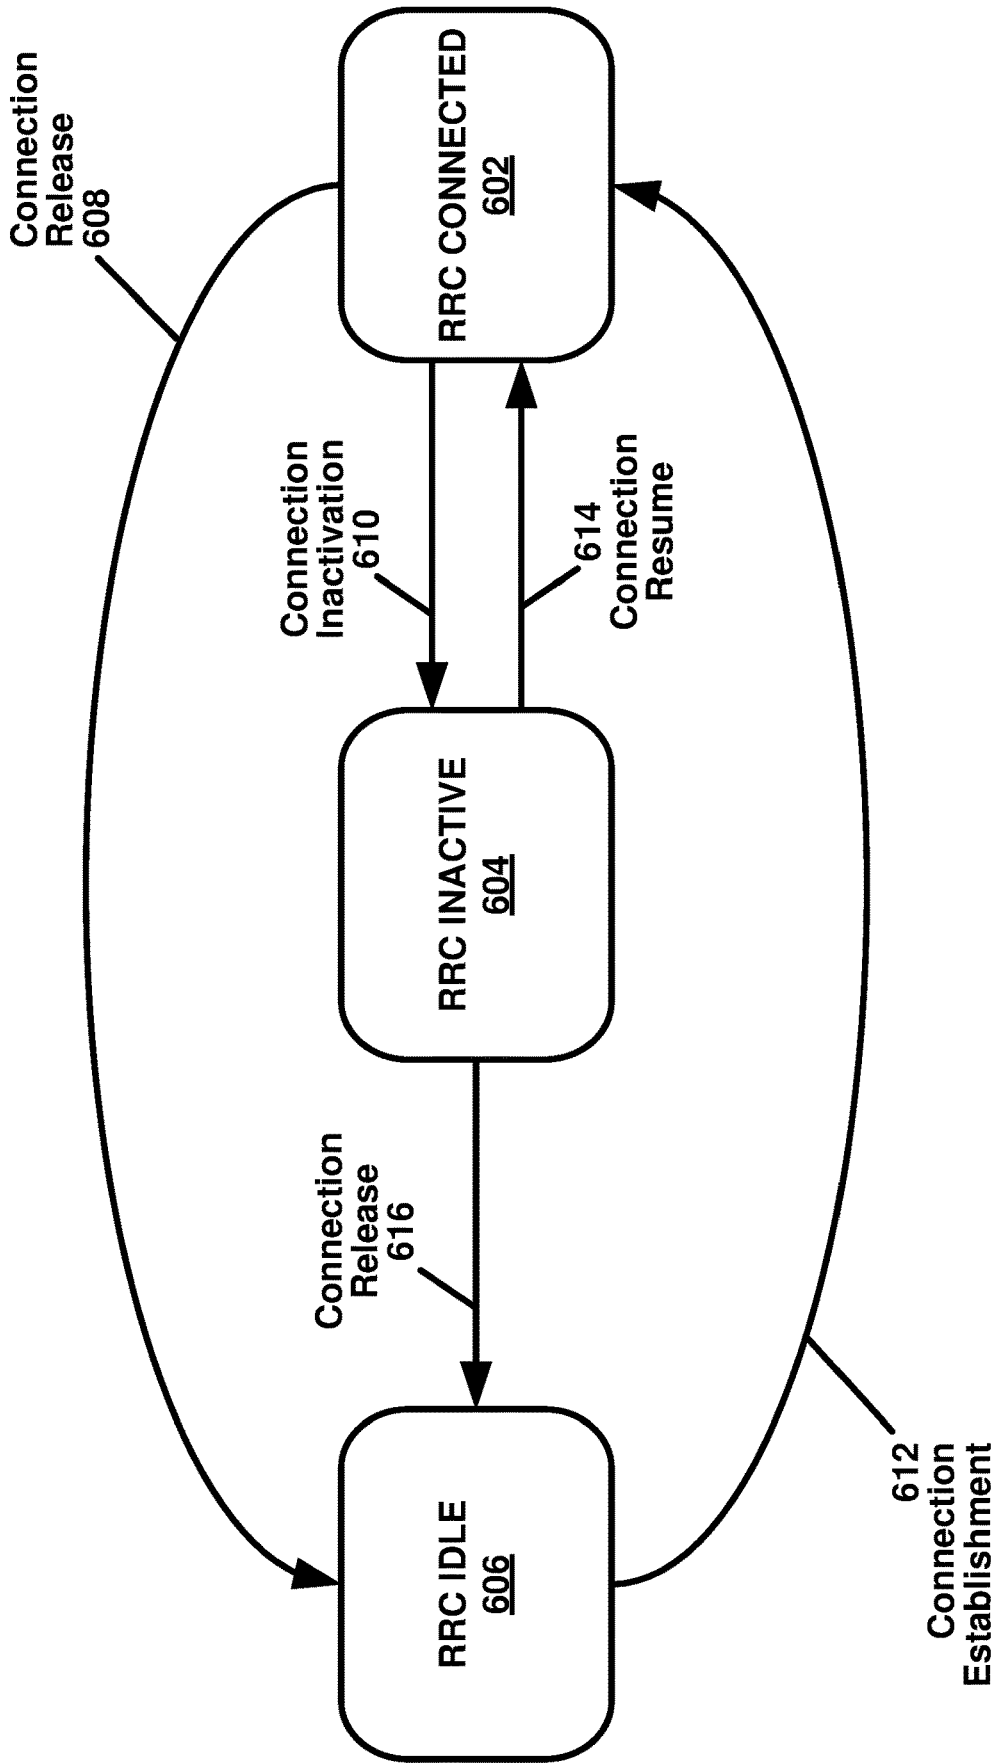 Connection
Release
608
RRC IDLE
606
Connection
Release
616
RRC INACTIVE
604
Connection
Inactivation
610
614
Connection
Resume
RRC CONNECTED
602
612
Connection
Establishment